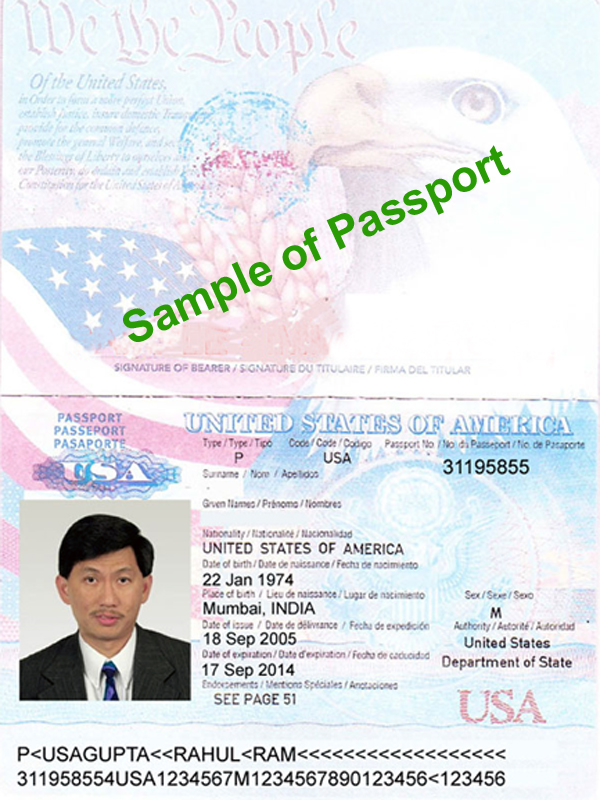 We the People
Of the United States,
in Order to form a more perfect Union,
establish Justice, insure domestic
provide for the common defence,
promote the general Welfare, and
the Blessings of Liberty to ourselves
our Posterity, do ordain and establish
Constitution for the United States of
Sample of Passport
SIGNATURE OF BEARER / SIGNATURE DU TITULAIRE / FIRMA DEL TITULAR
PASSPORT
PASSEPORT
PASAPORTE
USA
UNITED STATES OF AMERICA
Type / Type / Tipo Code / Code / Codigo Passport No. / No. du Passeport / No. de Pasaporte
P USA 31195855
Surname / Nom / Apellidos
Given Names / Prénoms / Nombres
Nationality / Nationalité / Nacionalidad
UNITED STATES OF AMERICA
Date of birth / Date de naissance / Fecha de nacimiento
22 Jan 1974
Place of birth / Lieu de naissance / Lugar de nacimiento Sex / Sexe / Sexo
Mumbai, INDIA M
Date of issue / Date de délivrance / Fecha de expedición Authority / Autorité / Autoridad
18 Sep 2005 United States
Date of expiration / Date d'expiration / Fecha de caducidad Department of State
17 Sep 2014
Endorsements / Mentions Spéciales / Anotaciones
SEE PAGE 51
USA
P<USAGUPTA<<RAHUL<RAM<<<<<<<<<<<<<<<<<<
311958554USA1234567M1234567890123456<123456